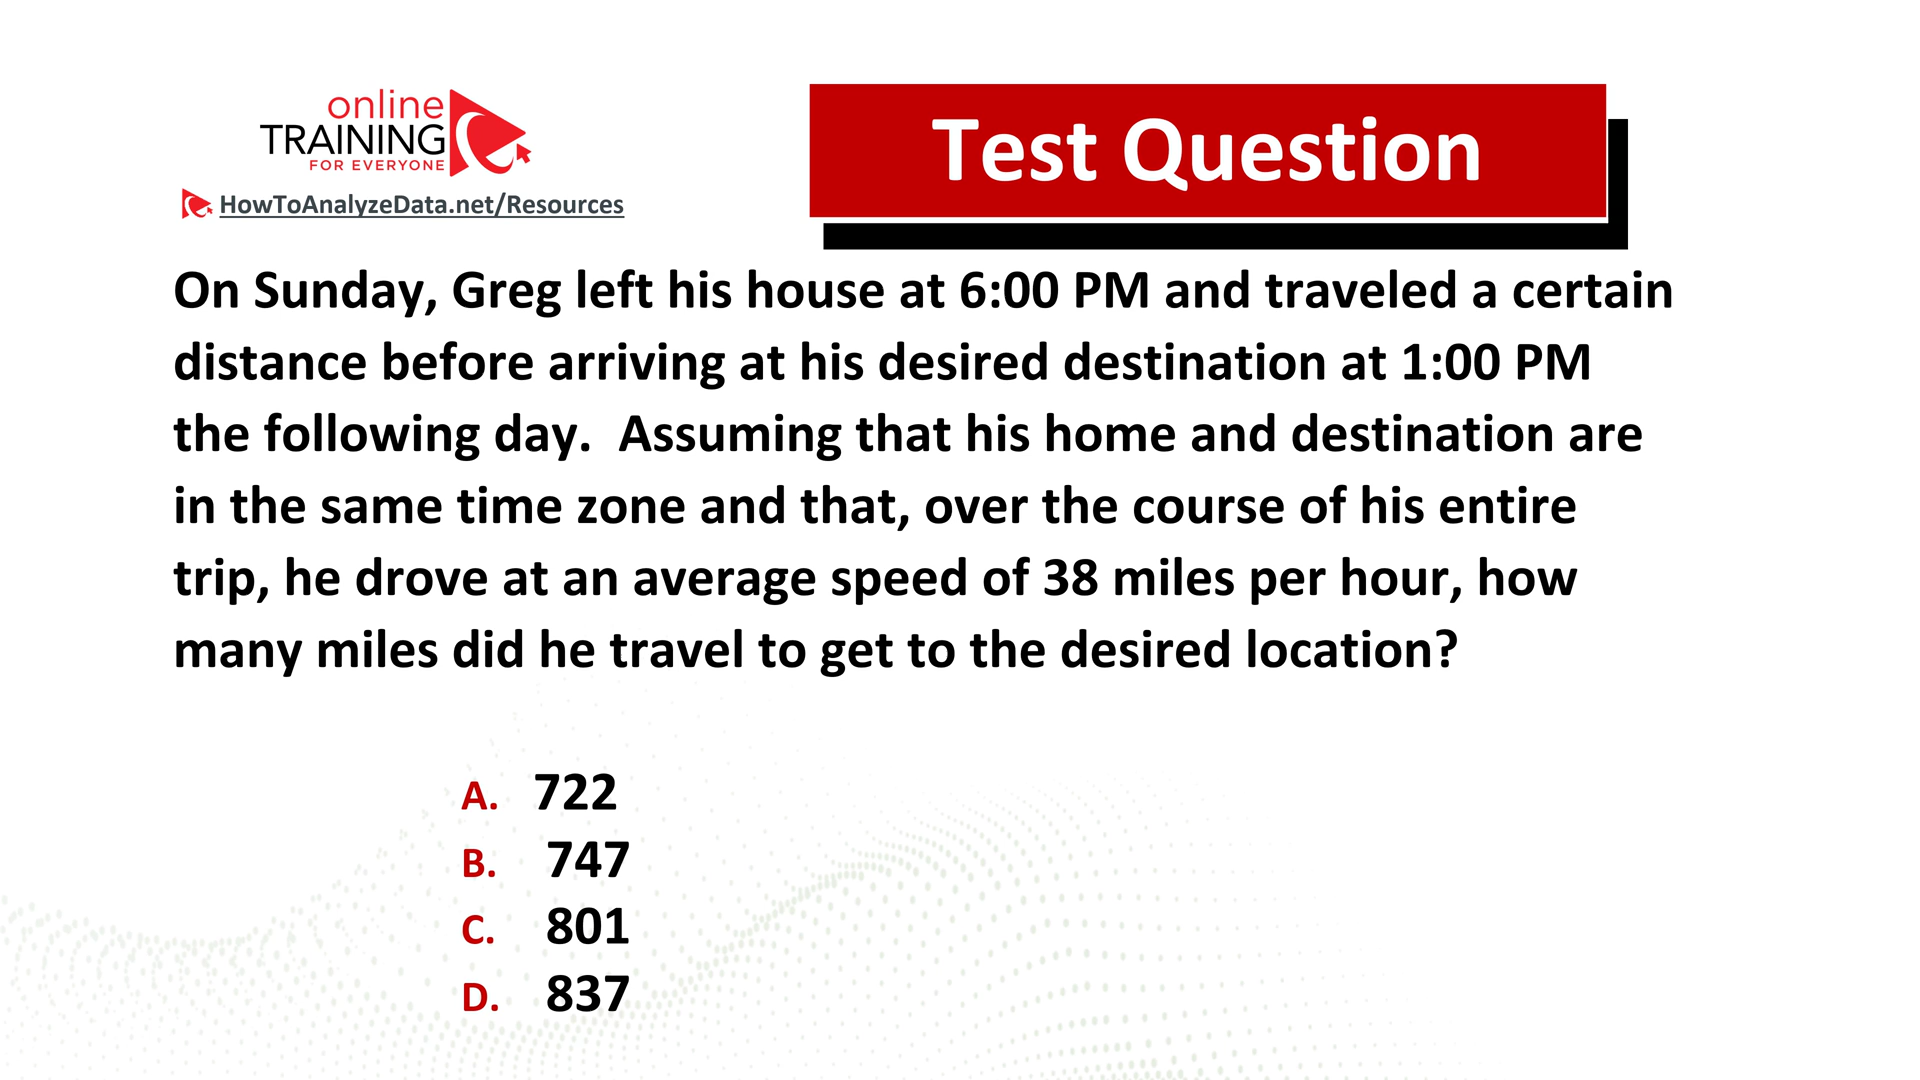 online
TRAINING
FOR EVERYONE
HowToAnalyzeData.net/Resources
Test Question
On Sunday, Greg left his house at 6:00 PM and traveled a certain
distance before arriving at his desired destination at 1:00 PM
the following day.  Assuming that his home and destination are
in the same time zone and that, over the course of his entire
trip, he drove at an average speed of 38 miles per hour, how
many miles did he travel to get to the desired location?
A. 722
B. 747
C. 801
D. 837